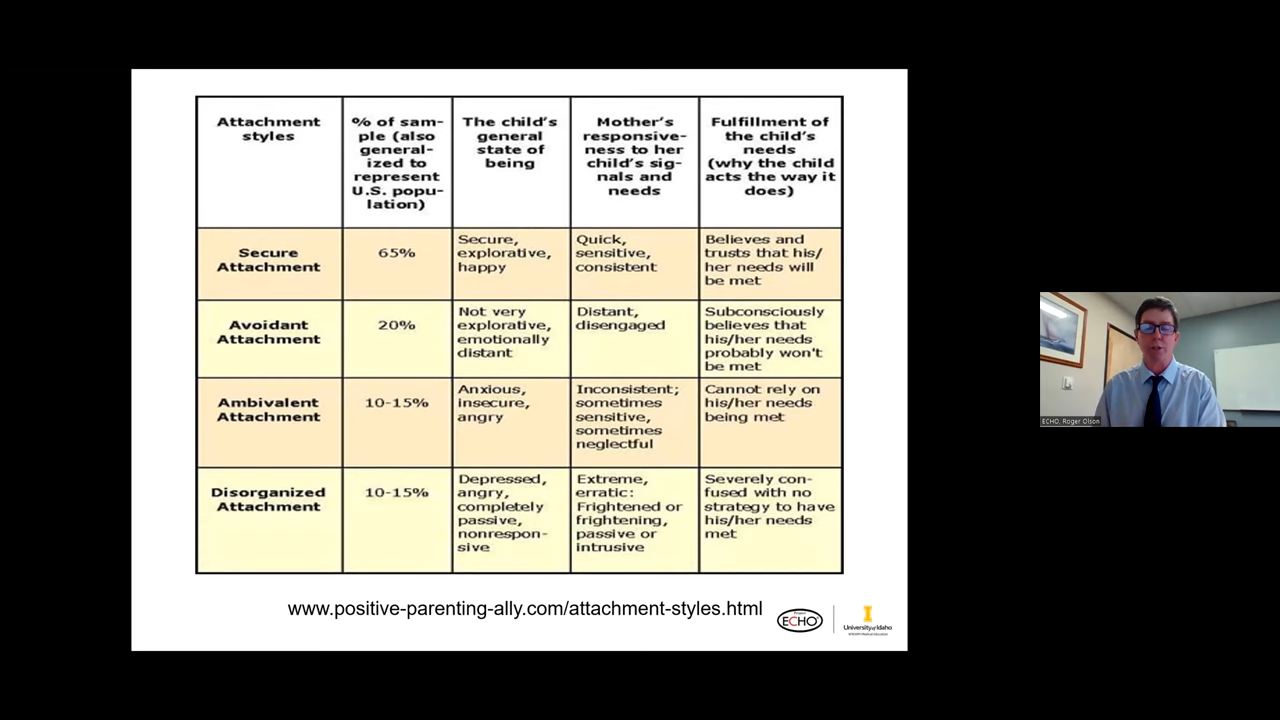 Attachment
styles
% of sam-
ple (also
general-
ized to
represent
U.S. popu-
lation)
The child's
general
state of
being
Mother's
responsive-
ness to her
child's sig-
nals and
needs
Fulfillment of
the child's
needs
(why the child
acts the way it
does)
Secure
Attachment
65%
Secure,
explorative,
happy
Quick,
sensitive,
consistent
Believes and
trusts that his/
her needs will
be met
Avoidant
Attachment
20%
Not very
explorative,
emotionally
distant
Distant,
disengaged
Subconsciously
believes that
his/her needs
probably won't
be met
Ambivalent
Attachment
10-15%
Anxious,
insecure,
angry
Inconsistent;
sometimes
sensitive,
sometimes
neglectful
Cannot rely on
his/her needs
being met
Disorganized
Attachment
10-15%
Depressed,
angry,
completely
passive,
nonrespon-
sive
Extreme,
erratic:
Frightened or
frightening,
passive or
intrusive
Severely con-
fused with no
strategy to have
his/her needs
met
www.positive-parenting-ally.com/attachment-styles.html
Project
ECHO
I
University of Idaho
WWAMI Medical Education
ECHO, Roger Olson